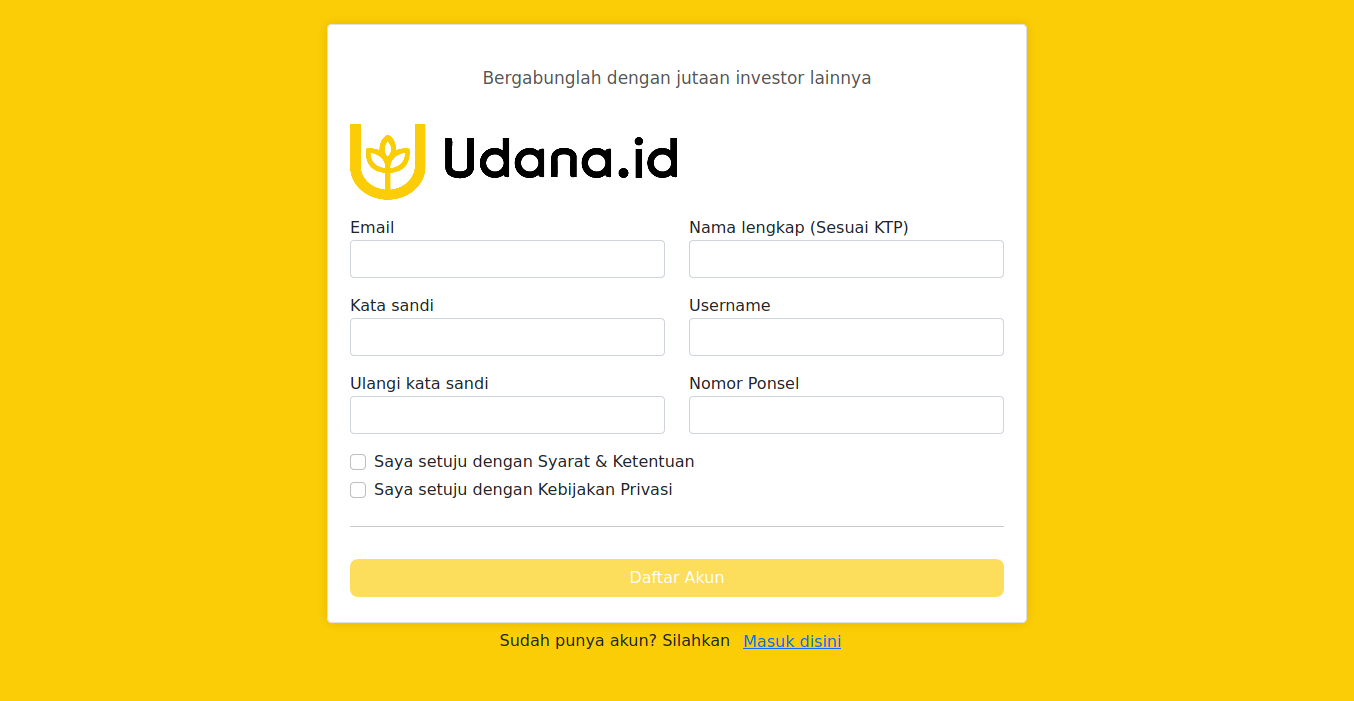 Bergabunglah dengan jutaan investor lainnya
Udana.id
Email
Nama lengkap (Sesuai KTP)
Kata sandi
Username
Ulangi kata sandi
Nomor Ponsel
Saya setuju dengan Syarat & Ketentuan
Saya setuju dengan Kebijakan Privasi
Daftar Akun
Sudah punya akun? Silahkan Masuk disini